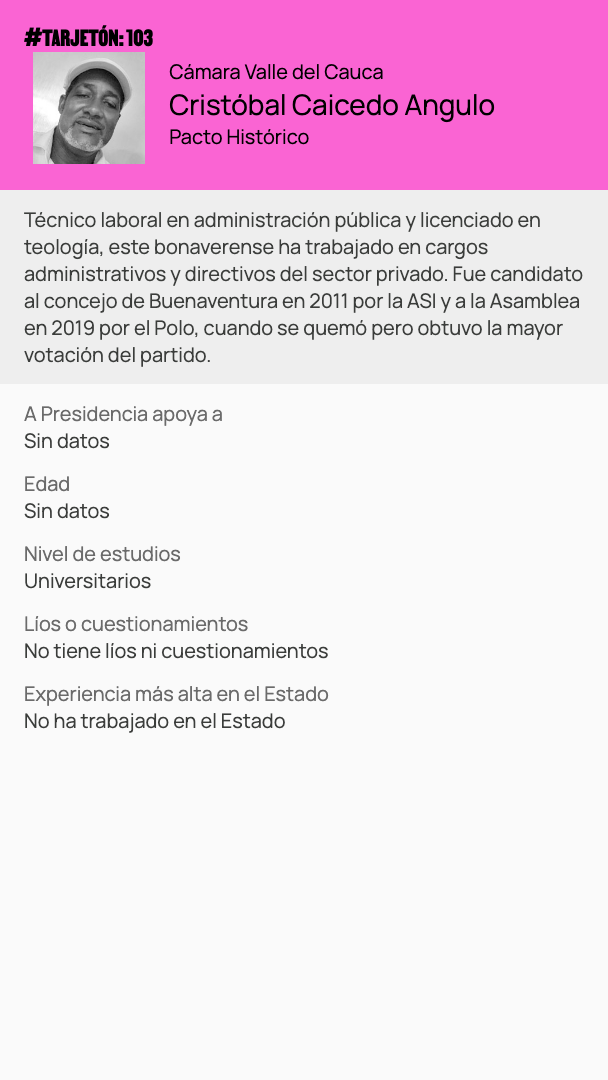 #TARJETÓN: 103
Cámara Valle del Cauca
Cristóbal Caicedo Angulo
Pacto Histórico
Técnico laboral en administración pública y licenciado en
teología, este bonaverense ha trabajado en cargos
administrativos y directivos del sector privado. Fue candidato
al concejo de Buenaventura en 2011 por la ASI y a la Asamblea
en 2019 por el Polo, cuando se quemó pero obtuvo la mayor
votación del partido.
A Presidencia apoya a
Sin datos
Edad
Sin datos
Nivel de estudios
Universitarios
Líos o cuestionamientos
No tiene líos ni cuestionamientos
Experiencia más alta en el Estado
No ha trabajado en el Estado